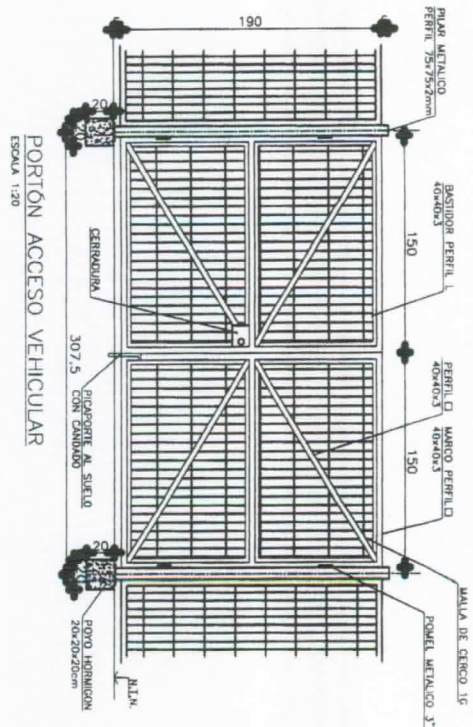 PILAR METALICO
PERFIL 75x75x2mm
190
150
150
BASTIDOR PERFIL L
40x40x3
PERFIL □
40x40x3
MARCO PERFIL □
40x40x3
MALLA DE CERCO 1G
POMEL METALICO 3"
CERRADURA
PICAPORTE AL SUELO
CON CANDADO
20
20
20
307,5
POYO HORMIGON
20x20x20cm
N.T.N.
PORTÓN ACCESO VEHICULAR
ESCALA 1:20